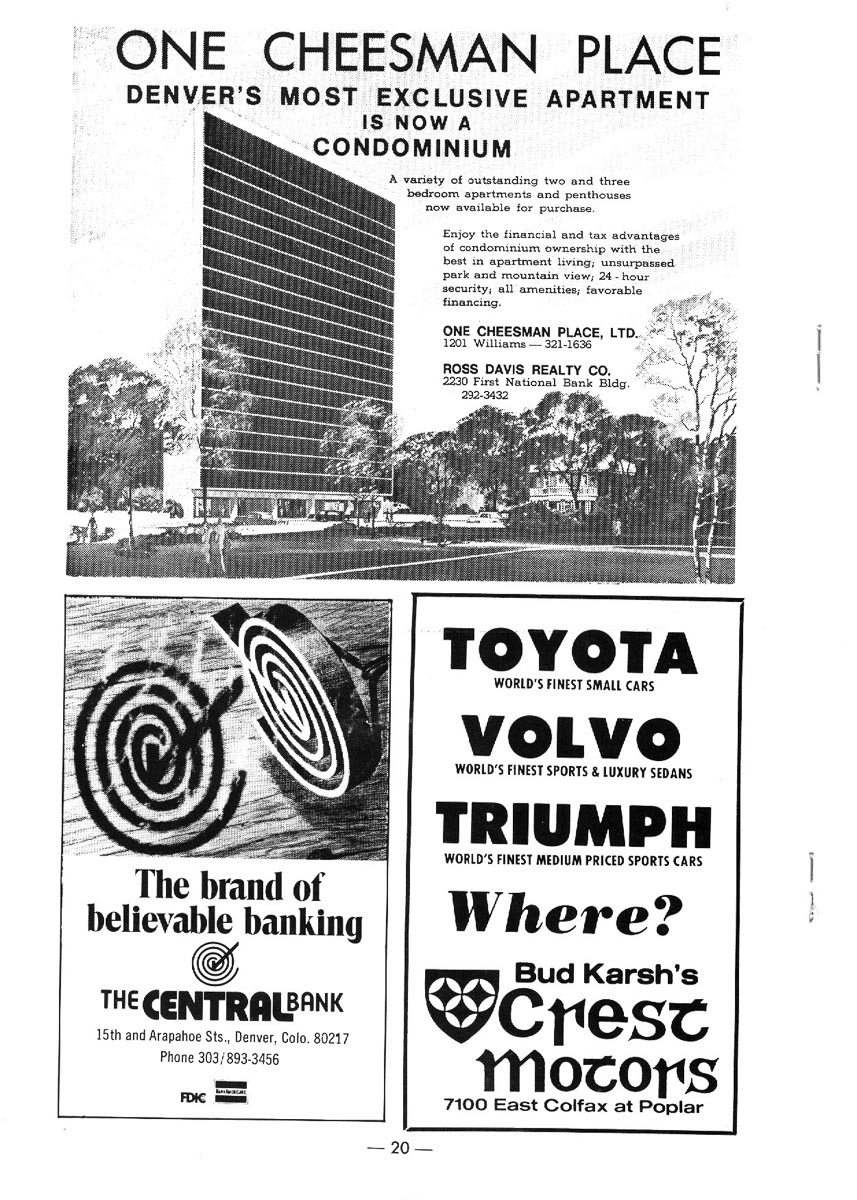 ONE CHEESMAN PLACE
DENVER'S MOST EXCLUSIVE APARTMENT
IS NOW A
CONDOMINIUM
A variety of outstanding two and three
bedroom apartments and penthouses
now available for purchase.
Enjoy the financial and tax advantages
of condominium ownership with the
best in apartment living; unsurpassed
park and mountain view; 24 - hour
security; all amenities; favorable
financing.
ONE CHEESMAN PLACE, LTD.
1201 Williams — 321-1636
ROSS DAVIS REALTY CO.
2230 First National Bank Bldg.
292-3432
The brand of
believable banking
THE CENTRAL BANK
15th and Arapahoe Sts., Denver, Colo. 80217
Phone 303/893-3456
FDIC
BANKAMERICARD
TOYOTA
WORLD'S FINEST SMALL CARS
VOLVO
WORLD'S FINEST SPORTS & LUXURY SEDANS
TRIUMPH
WORLD'S FINEST MEDIUM PRICED SPORTS CARS
Where?
Bud Karsh's
Crest
Motors
7100 East Colfax at Poplar
— 20 —